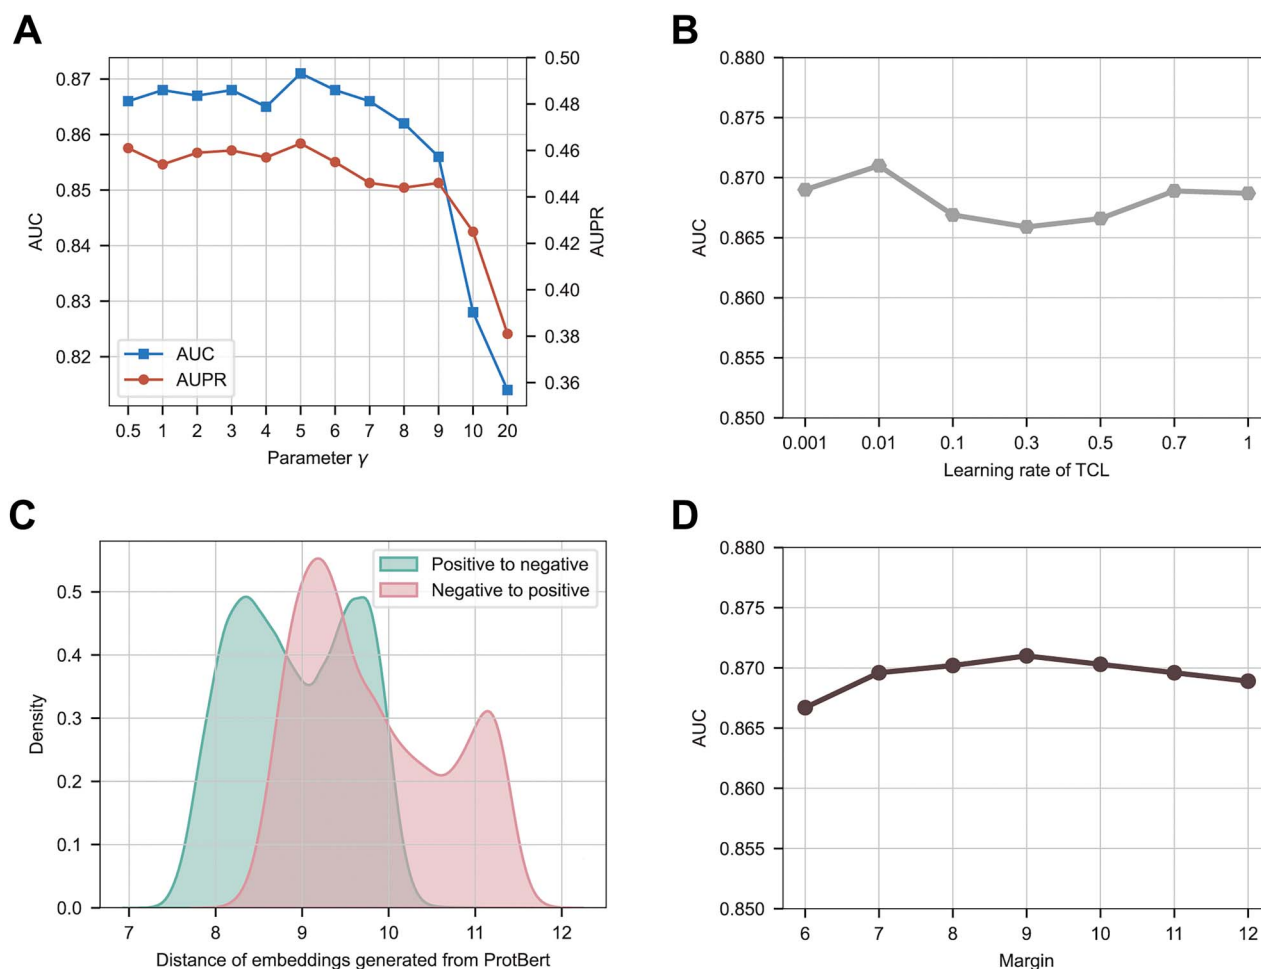 A
0.87
0.86
0.85
0.84
0.83
0.82
AUC
0.50
0.48
0.46
0.44
0.42
0.40
0.38
0.36
AUPR
AUC
AUPR
0.5 1 2 3 4 5 6 7 8 9 10 20
Parameter γ
B
0.880
0.875
0.870
0.865
0.860
0.855
0.850
AUC
0.001 0.01 0.1 0.3 0.5 0.7 1
Learning rate of TCL
C
Positive to negative
Negative to positive
0.5
0.4
0.3
0.2
0.1
0.0
Density
7 8 9 10 11 12
Distance of embeddings generated from ProtBert
D
0.880
0.875
0.870
0.865
0.860
0.855
0.850
AUC
6 7 8 9 10 11 12
Margin